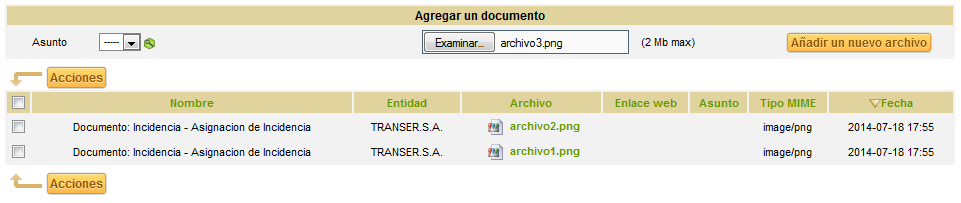 Agregar un documento
Asunto ----- Examinar... archivo3.png (2 Mb max) Añadir un nuevo archivo
Acciones
Nombre Entidad Archivo Enlace web Asunto Tipo MIME Fecha
Documento: Incidencia - Asignacion de Incidencia TRANSER.S.A. archivo2.png image/png 2014-07-18 17:55
Documento: Incidencia - Asignacion de Incidencia TRANSER.S.A. archivo1.png image/png 2014-07-18 17:55
Acciones